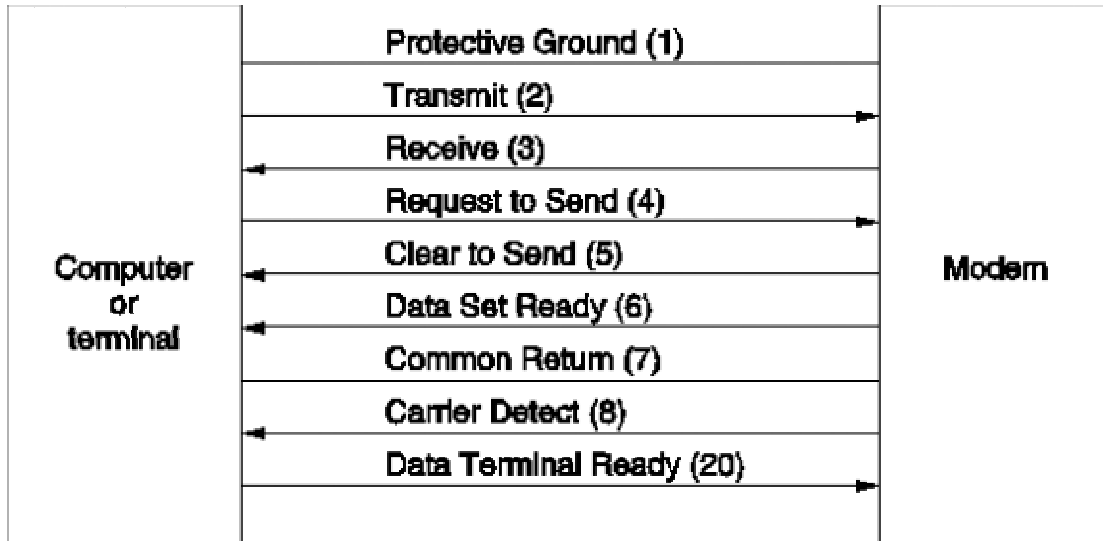 Protective Ground (1)
Transmit (2)
Receive (3)
Request to Send (4)
Clear to Send (5)
Computer
or
terminal
Modem
Data Set Ready (6)
Common Return (7)
Carrier Detect (8)
Data Terminal Ready (20)